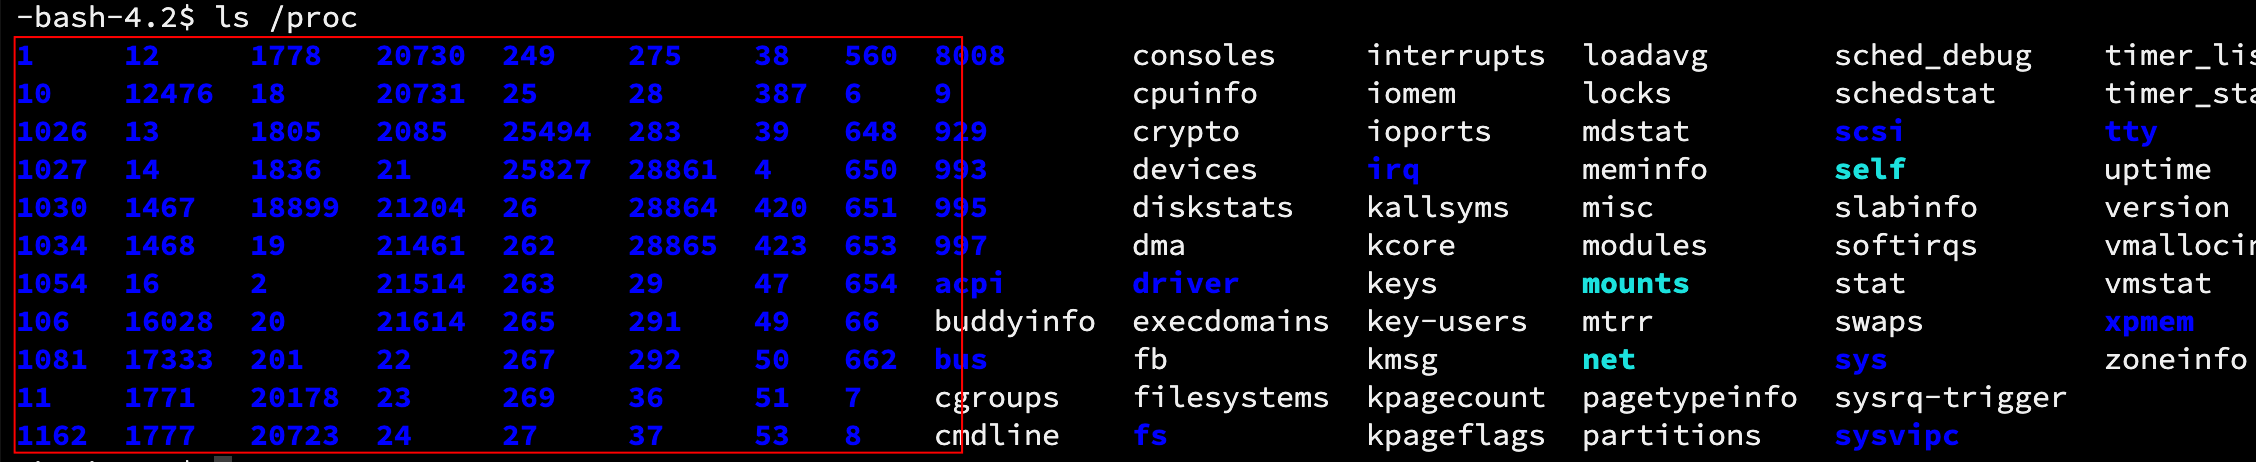 -bash-4.2$ ls /proc
1 12 1778 20730 249 275 38 560 8008 consoles interrupts loadavg sched_debug timer_lis
10 12476 18 20731 25 28 387 6 9 cpuinfo iomem locks schedstat timer_sta
1026 13 1805 2085 25494 283 39 648 929 crypto ioports mdstat scsi tty
1027 14 1836 21 25827 28861 4 650 993 devices irq meminfo self uptime
1030 1467 18899 21204 26 28864 420 651 995 diskstats kallsyms misc slabinfo version
1034 1468 19 21461 262 28865 423 653 997 dma kcore modules softirqs vmallocin
1054 16 2 21514 263 29 47 654 acpi driver keys mounts stat vmstat
106 16028 20 21614 265 291 49 66 buddyinfo execdomains key-users mtrr swaps xpmem
1081 17333 201 22 267 292 50 662 bus fb kmsg net sys zoneinfo
11 1771 20178 23 269 36 51 7 cgroups filesystems kpagecount pagetypeinfo sysrq-trigger
1162 1777 20723 24 27 37 53 8 cmdline fs kpageflags partitions sysvipc